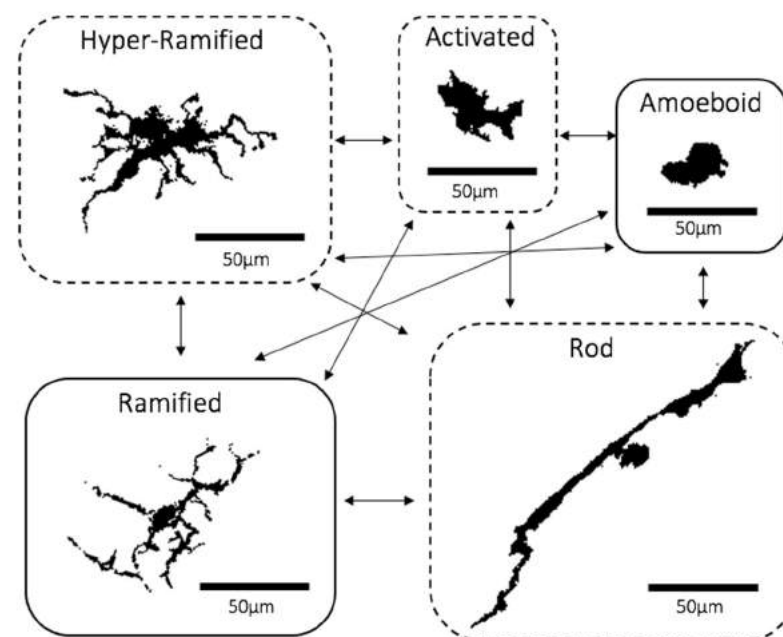 Hyper-Ramified
50μm
Activated
50μm
Amoeboid
50μm
Ramified
50μm
Rod
50μm